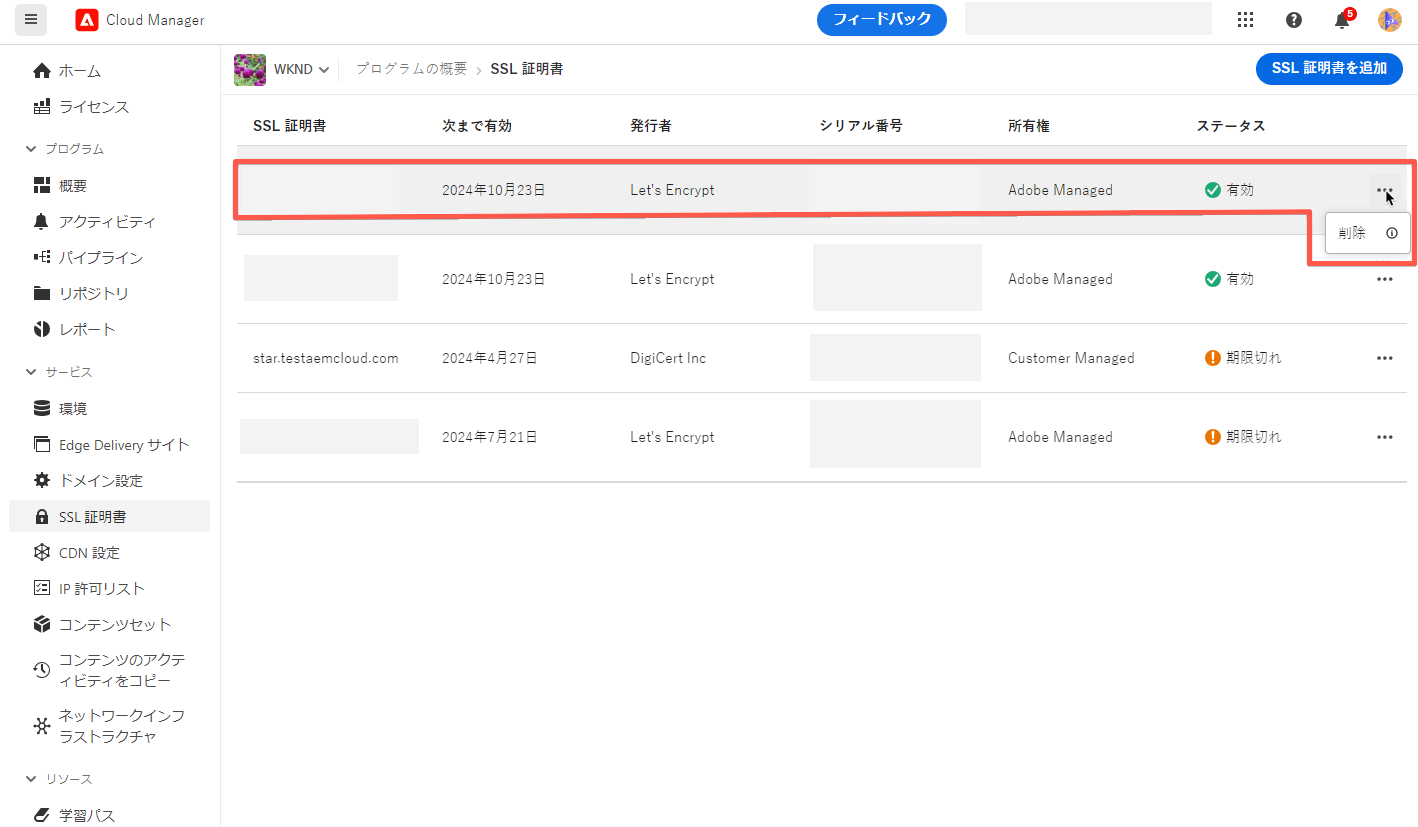 Cloud Manager
フィードバック
5
ホーム
ライセンス
プログラム
概要
アクティビティ
パイプライン
リポジトリ
レポート
サービス
環境
Edge Delivery サイト
ドメイン設定
SSL 証明書
CDN 設定
IP 許可リスト
コンテンツセット
コンテンツのアクテ
ィビティをコピー
ネットワークインフ
ラストラクチャ
リソース
学習パス
WKND プログラムの概要 SSL 証明書
SSL 証明書を追加
SSL 証明書 次まで有効 発行者 シリアル番号 所有権 ステータス
2024年10月23日 Let's Encrypt Adobe Managed 有効
削除
2024年10月23日 Let's Encrypt Adobe Managed 有効
star.testaemcloud.com 2024年4月27日 DigiCert Inc Customer Managed 期限切れ
2024年7月21日 Let's Encrypt Adobe Managed 期限切れ